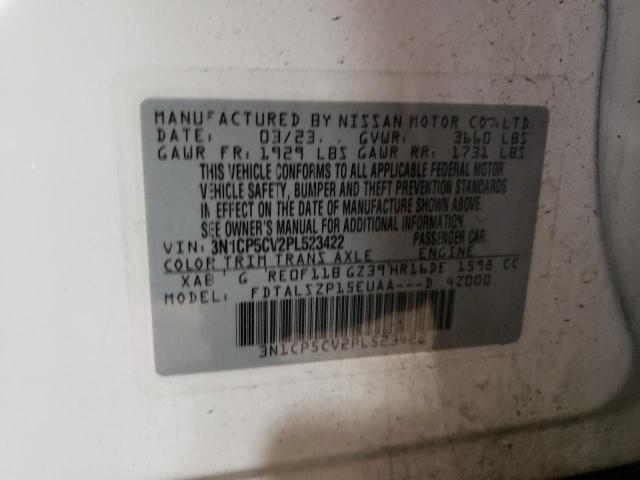 MANUFACTURED BY NISSAN MOTOR CO., LTD.
DATE: 03/23 GVWR: 3660 LBS
GAWR FR: 1929 LBS GAWR RR: 1731 LBS
THIS VEHICLE CONFORMS TO ALL APPLICABLE FEDERAL MOTOR
VEHICLE SAFETY, BUMPER AND THEFT PREVENTION STANDARDS
IN EFFECT ON THE DATE OF MANUFACTURE SHOWN ABOVE.
SEE OWNER'S MANUAL FOR ADDITIONAL INFORMATION.
VIN: 3N1CP5CV2PL523422 PASSENGER CAR
COLOR TRIM TRANS AXLE ENGINE
XAB G RE0F11B GZ39 HR16DE 1598 CC
MODEL FDTALSZP15EUAA---D 4Z000
3N1CP5CV2PL523422